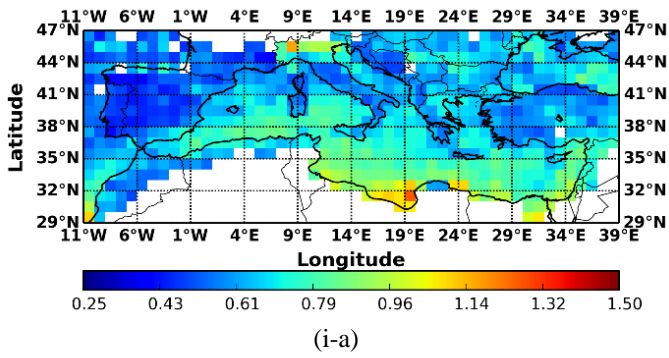 11°W 6°W 1°W 4°E 9°E 14°E 19°E 24°E 29°E 34°E 39°E
47°N 47°N
44°N 44°N
41°N 41°N
38°N 38°N
35°N 35°N
32°N 32°N
29°N 29°N
11°W 6°W 1°W 4°E 9°E 15°E 19°E 24°E 29°E 34°E 39°E
Latitude
Longitude
0.25 0.43 0.61 0.79 0.96 1.14 1.32 1.50
(i-a)